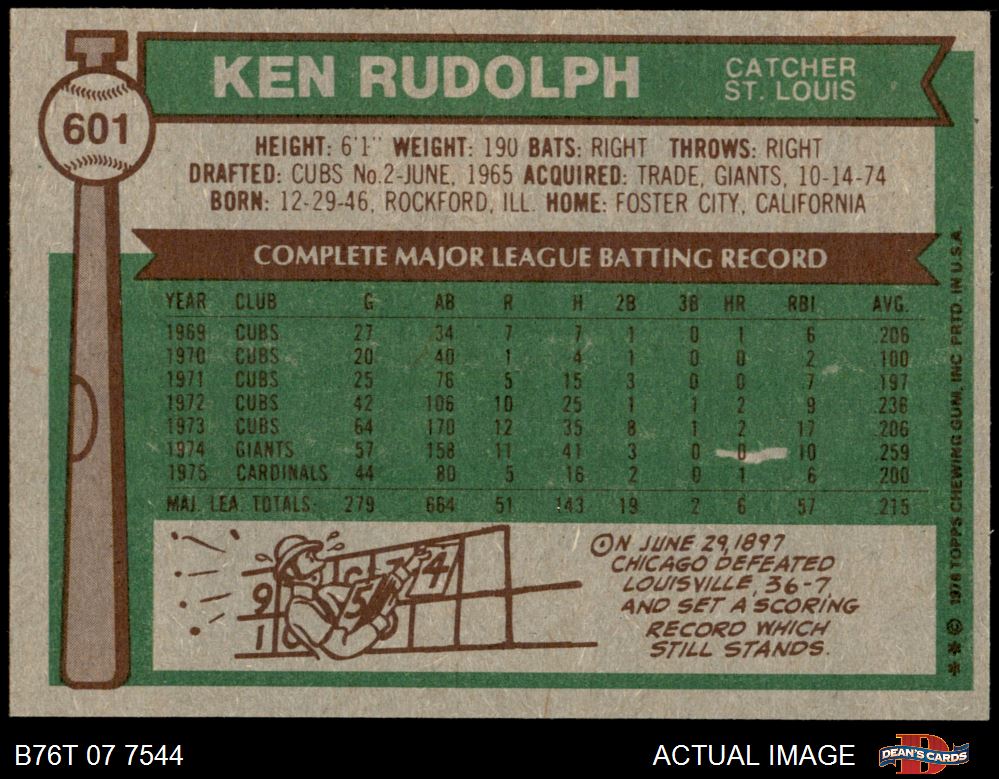 KEN RUDOLPH
CATCHER
ST. LOUIS
601
HEIGHT: 6'1" WEIGHT: 190 BATS: RIGHT THROWS: RIGHT
DRAFTED: CUBS No.2-JUNE, 1965 ACQUIRED: TRADE, GIANTS, 10-14-74
BORN: 12-29-46, ROCKFORD, ILL. HOME: FOSTER CITY, CALIFORNIA
COMPLETE MAJOR LEAGUE BATTING RECORD
YEAR CLUB G AB R H 2B 3B HR RBI AVG.
1969 CUBS 27 34 7 7 1 0 1 6 .206
1970 CUBS 20 40 1 4 1 0 0 2 .100
1971 CUBS 25 76 5 15 3 0 0 7 .197
1972 CUBS 42 106 10 25 1 1 2 9 .236
1973 CUBS 64 170 12 35 8 1 2 17 .206
1974 GIANTS 57 158 11 41 3 0 0 10 .259
1975 CARDINALS 44 80 5 16 2 0 1 6 .200
MAJ. LEA. TOTALS: 279 664 51 143 19 2 6 57 .215
9 5 7 4
1
ON JUNE 29, 1897
CHICAGO DEFEATED
LOUISVILLE, 36-7
AND SET A SCORING
RECORD WHICH
STILL STANDS.
** © 1976 TOPPS CHEWING GUM, INC. PRTD. IN U.S.A.
B76T 07 7544
ACTUAL IMAGE
DEAN'S CARDS